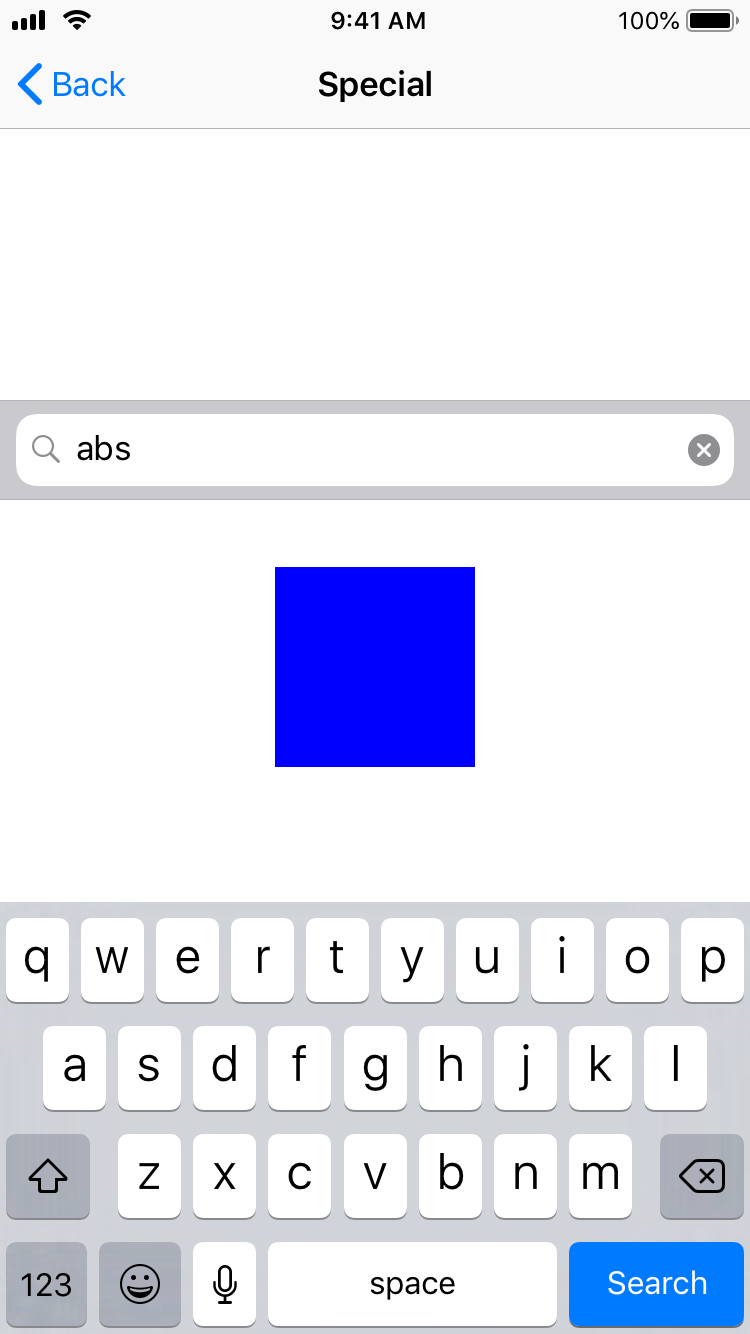 9:41 AM 100%
Back Special
abs
q w e r t y u i o p
a s d f g h j k l
z x c v b n m
123 space Search